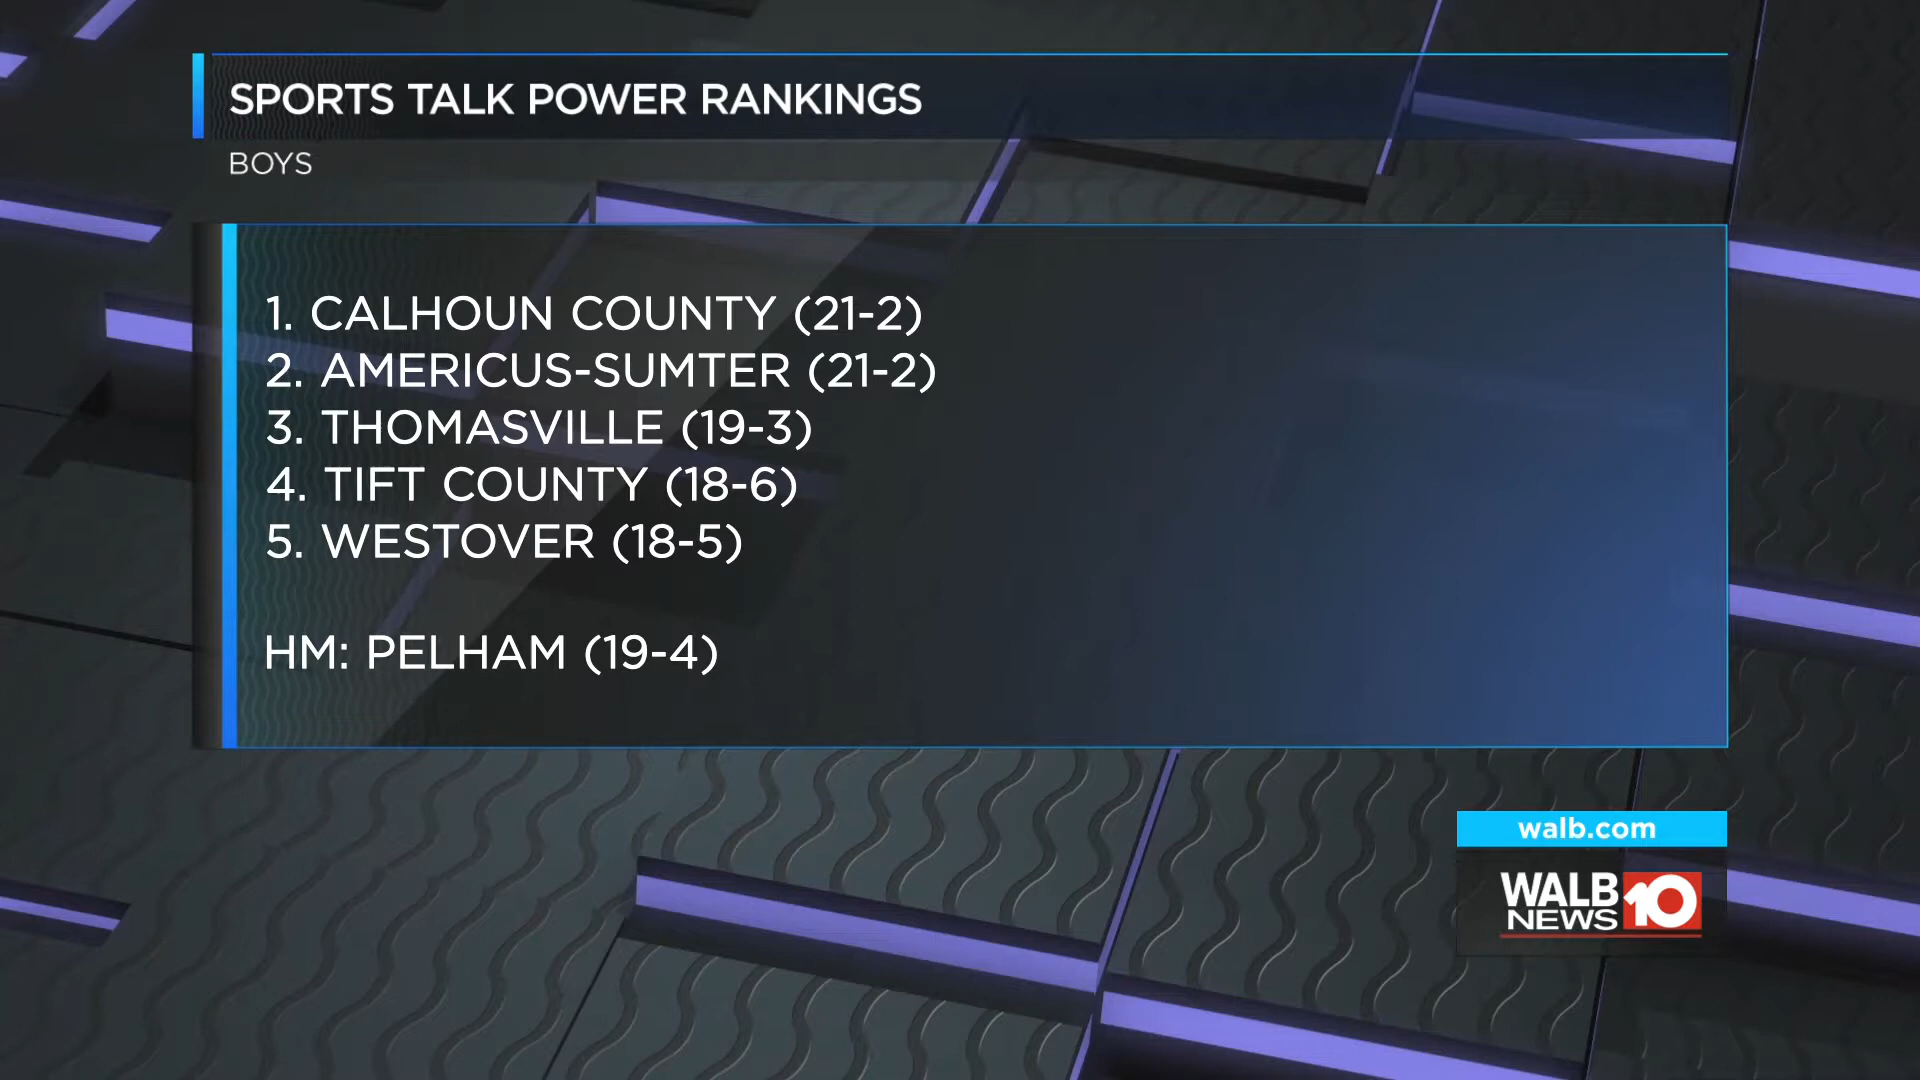 SPORTS TALK POWER RANKINGS
BOYS
1. CALHOUN COUNTY (21-2)
2. AMERICUS-SUMTER (21-2)
3. THOMASVILLE (19-3)
4. TIFT COUNTY (18-6)
5. WESTOVER (18-5)
HM: PELHAM (19-4)
walb.com
WALB
NEWS 10